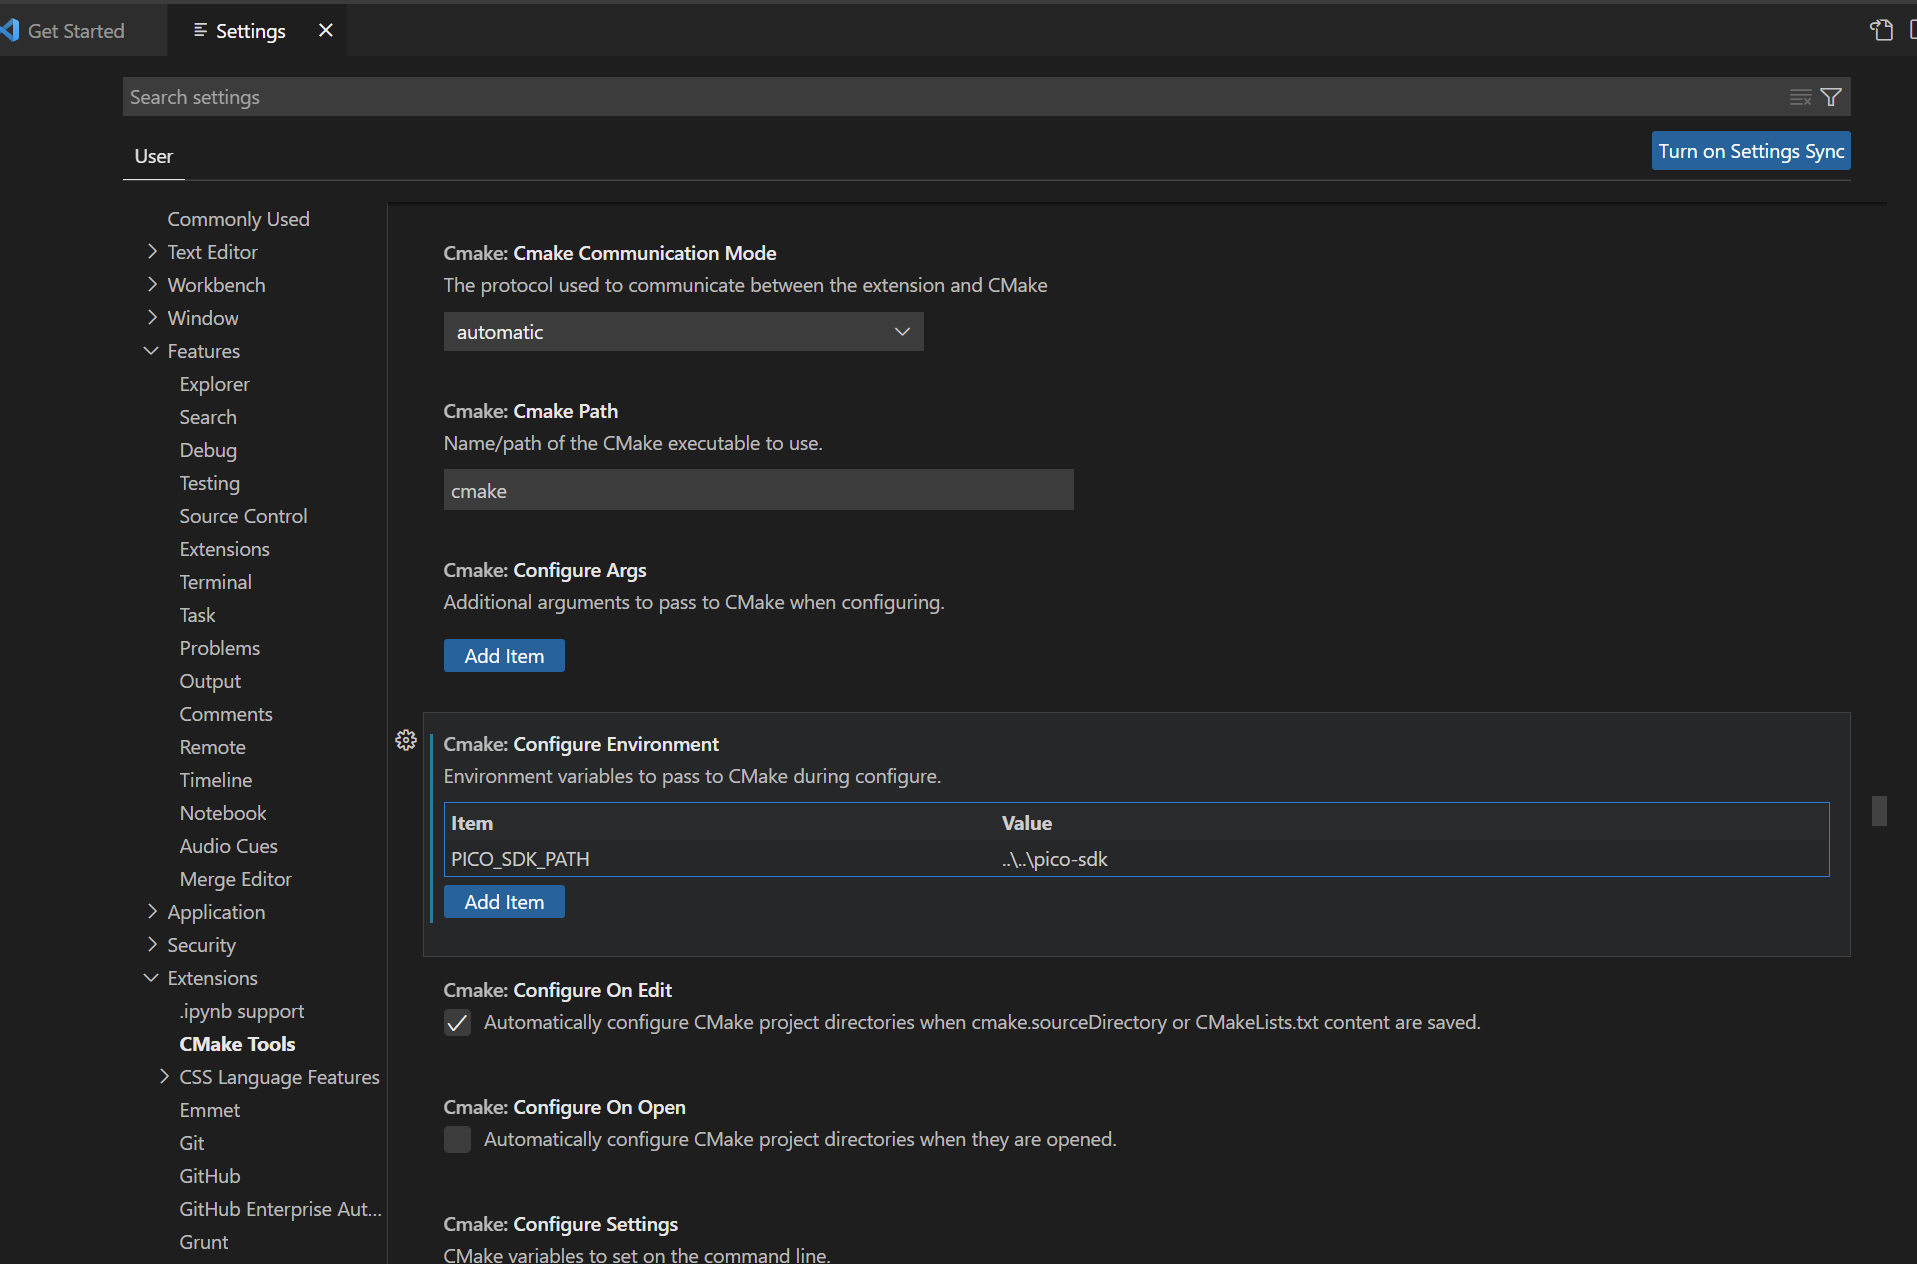 Get Started
Settings
Search settings
User
Turn on Settings Sync
Commonly Used
Text Editor
Workbench
Window
Features
Explorer
Search
Debug
Testing
Source Control
Extensions
Terminal
Task
Problems
Output
Comments
Remote
Timeline
Notebook
Audio Cues
Merge Editor
Application
Security
Extensions
.ipynb support
CMake Tools
CSS Language Features
Emmet
Git
GitHub
GitHub Enterprise Aut...
Grunt
Cmake: Cmake Communication Mode
The protocol used to communicate between the extension and CMake
automatic
Cmake: Cmake Path
Name/path of the CMake executable to use.
cmake
Cmake: Configure Args
Additional arguments to pass to CMake when configuring.
Add Item
Cmake: Configure Environment
Environment variables to pass to CMake during configure.
Item Value
PICO_SDK_PATH ..\..\pico-sdk
Add Item
Cmake: Configure On Edit
Automatically configure CMake project directories when cmake.sourceDirectory or CMakeLists.txt content are saved.
Cmake: Configure On Open
Automatically configure CMake project directories when they are opened.
Cmake: Configure Settings
CMake variables to set on the command line.